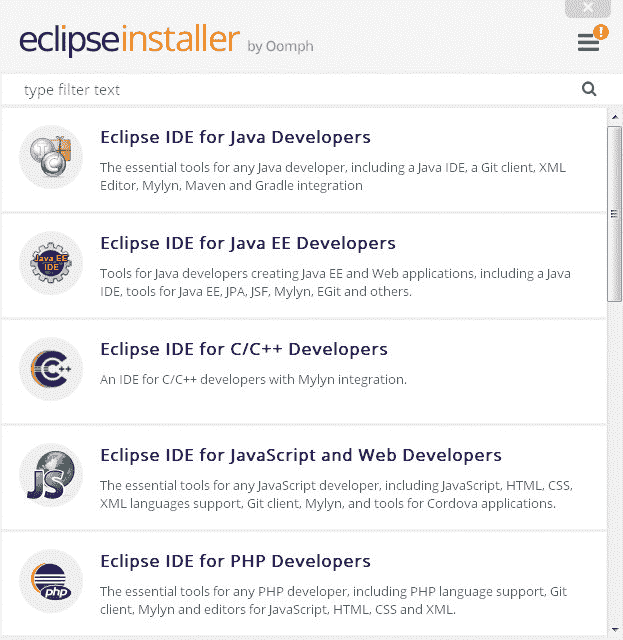 eclipseinstaller by Oomph
!
type filter text
Eclipse IDE for Java Developers
The essential tools for any Java developer, including a Java IDE, a Git client, XML
Editor, Mylyn, Maven and Gradle integration
Java EE
IDE
Eclipse IDE for Java EE Developers
Tools for Java developers creating Java EE and Web applications, including a Java
IDE, tools for Java EE, JPA, JSF, Mylyn, EGit and others.
C++
Eclipse IDE for C/C++ Developers
An IDE for C/C++ developers with Mylyn integration.
JS
Eclipse IDE for JavaScript and Web Developers
The essential tools for any JavaScript developer, including JavaScript, HTML, CSS,
XML languages support, Git client, Mylyn, and tools for Cordova applications.
php
Eclipse IDE for PHP Developers
The essential tools for any PHP developer, including PHP language support, Git
client, Mylyn and editors for JavaScript, HTML, CSS and XML.